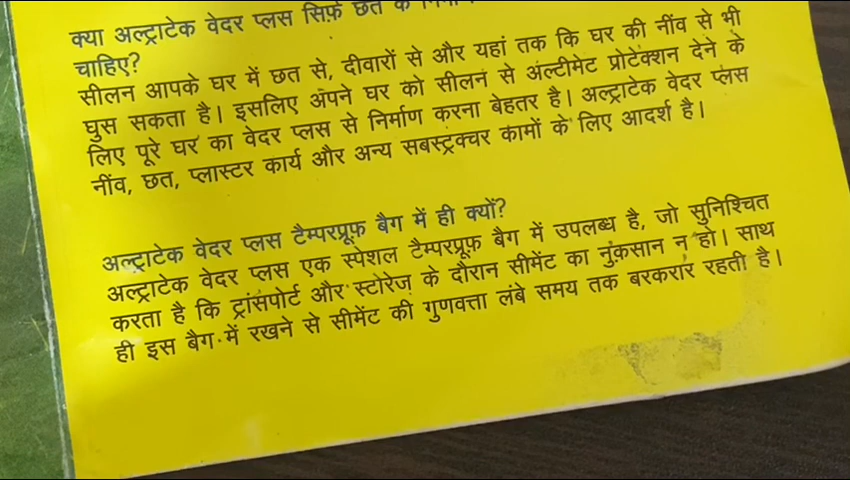 क्या अल्ट्राटेक वेदर प्लस सिर्फ़ छत के
चाहिए?
सीलन आपके घर में छत से, दीवारों से और यहां तक कि घर की नींव से भी
घुस सकता है। इसलिए अपने घर को सीलन से अल्टीमेट प्रोटेक्शन देने के
लिए पूरे घर का वेदर प्लस से निर्माण करना बेहतर है। अल्ट्राटेक वेदर प्लस
नींव, छत, प्लास्टर कार्य और अन्य सबस्ट्रक्चर कामों के लिए आदर्श है।
अल्ट्राटेक वेदर प्लस टैम्परप्रूफ़ बैग में ही क्यों?
अल्ट्राटेक वेदर प्लस एक स्पेशल टैम्परप्रूफ़ बैग में उपलब्ध है, जो सुनिश्चित
करता है कि ट्रांसपोर्ट और स्टोरेज के दौरान सीमेंट का नुक़सान न हो। साथ
ही इस बैग में रखने से सीमेंट की गुणवत्ता लंबे समय तक बरकरार रहती है।